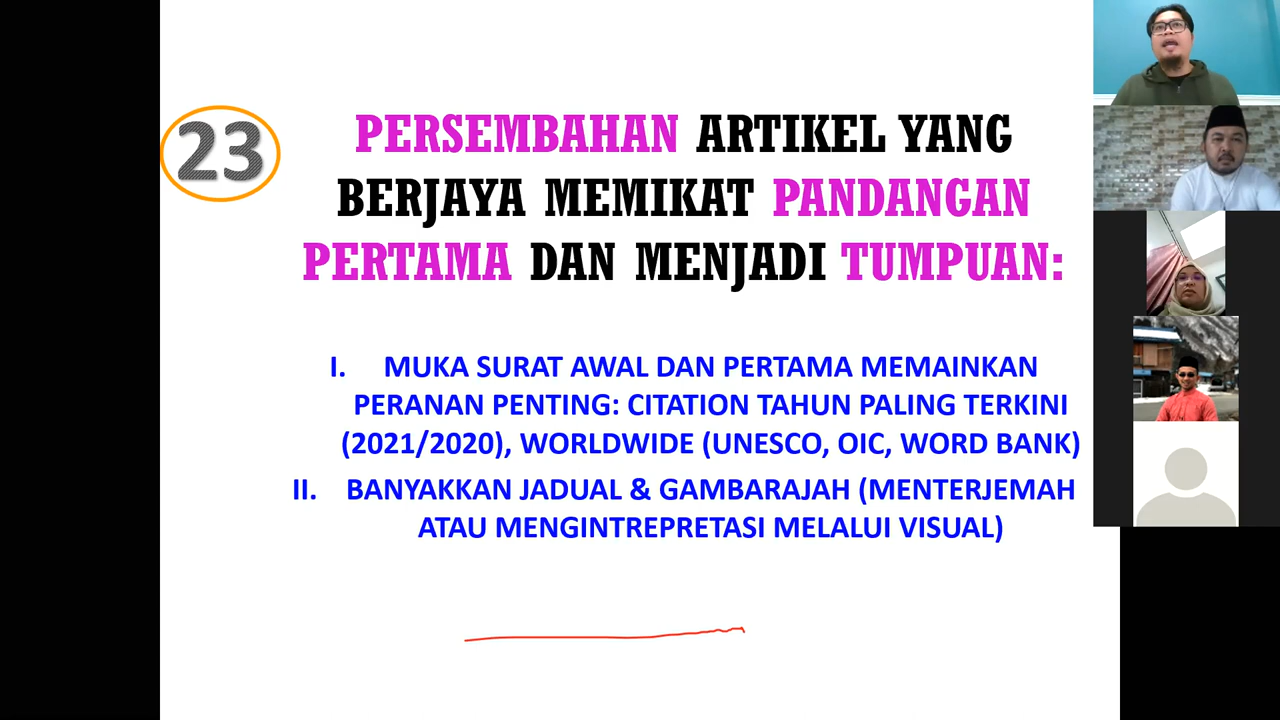 23
PERSEMBAHAN ARTIKEL YANG
BERJAYA MEMIKAT PANDANGAN
PERTAMA DAN MENJADI TUMPUAN:
I. MUKA SURAT AWAL DAN PERTAMA MEMAINKAN
PERANAN PENTING: CITATION TAHUN PALING TERKINI
(2021/2020), WORLDWIDE (UNESCO, OIC, WORD BANK)
II. BANYAKKAN JADUAL & GAMBARAJAH (MENTERJEMAH
ATAU MENGINTREPRETASI MELALUI VISUAL)